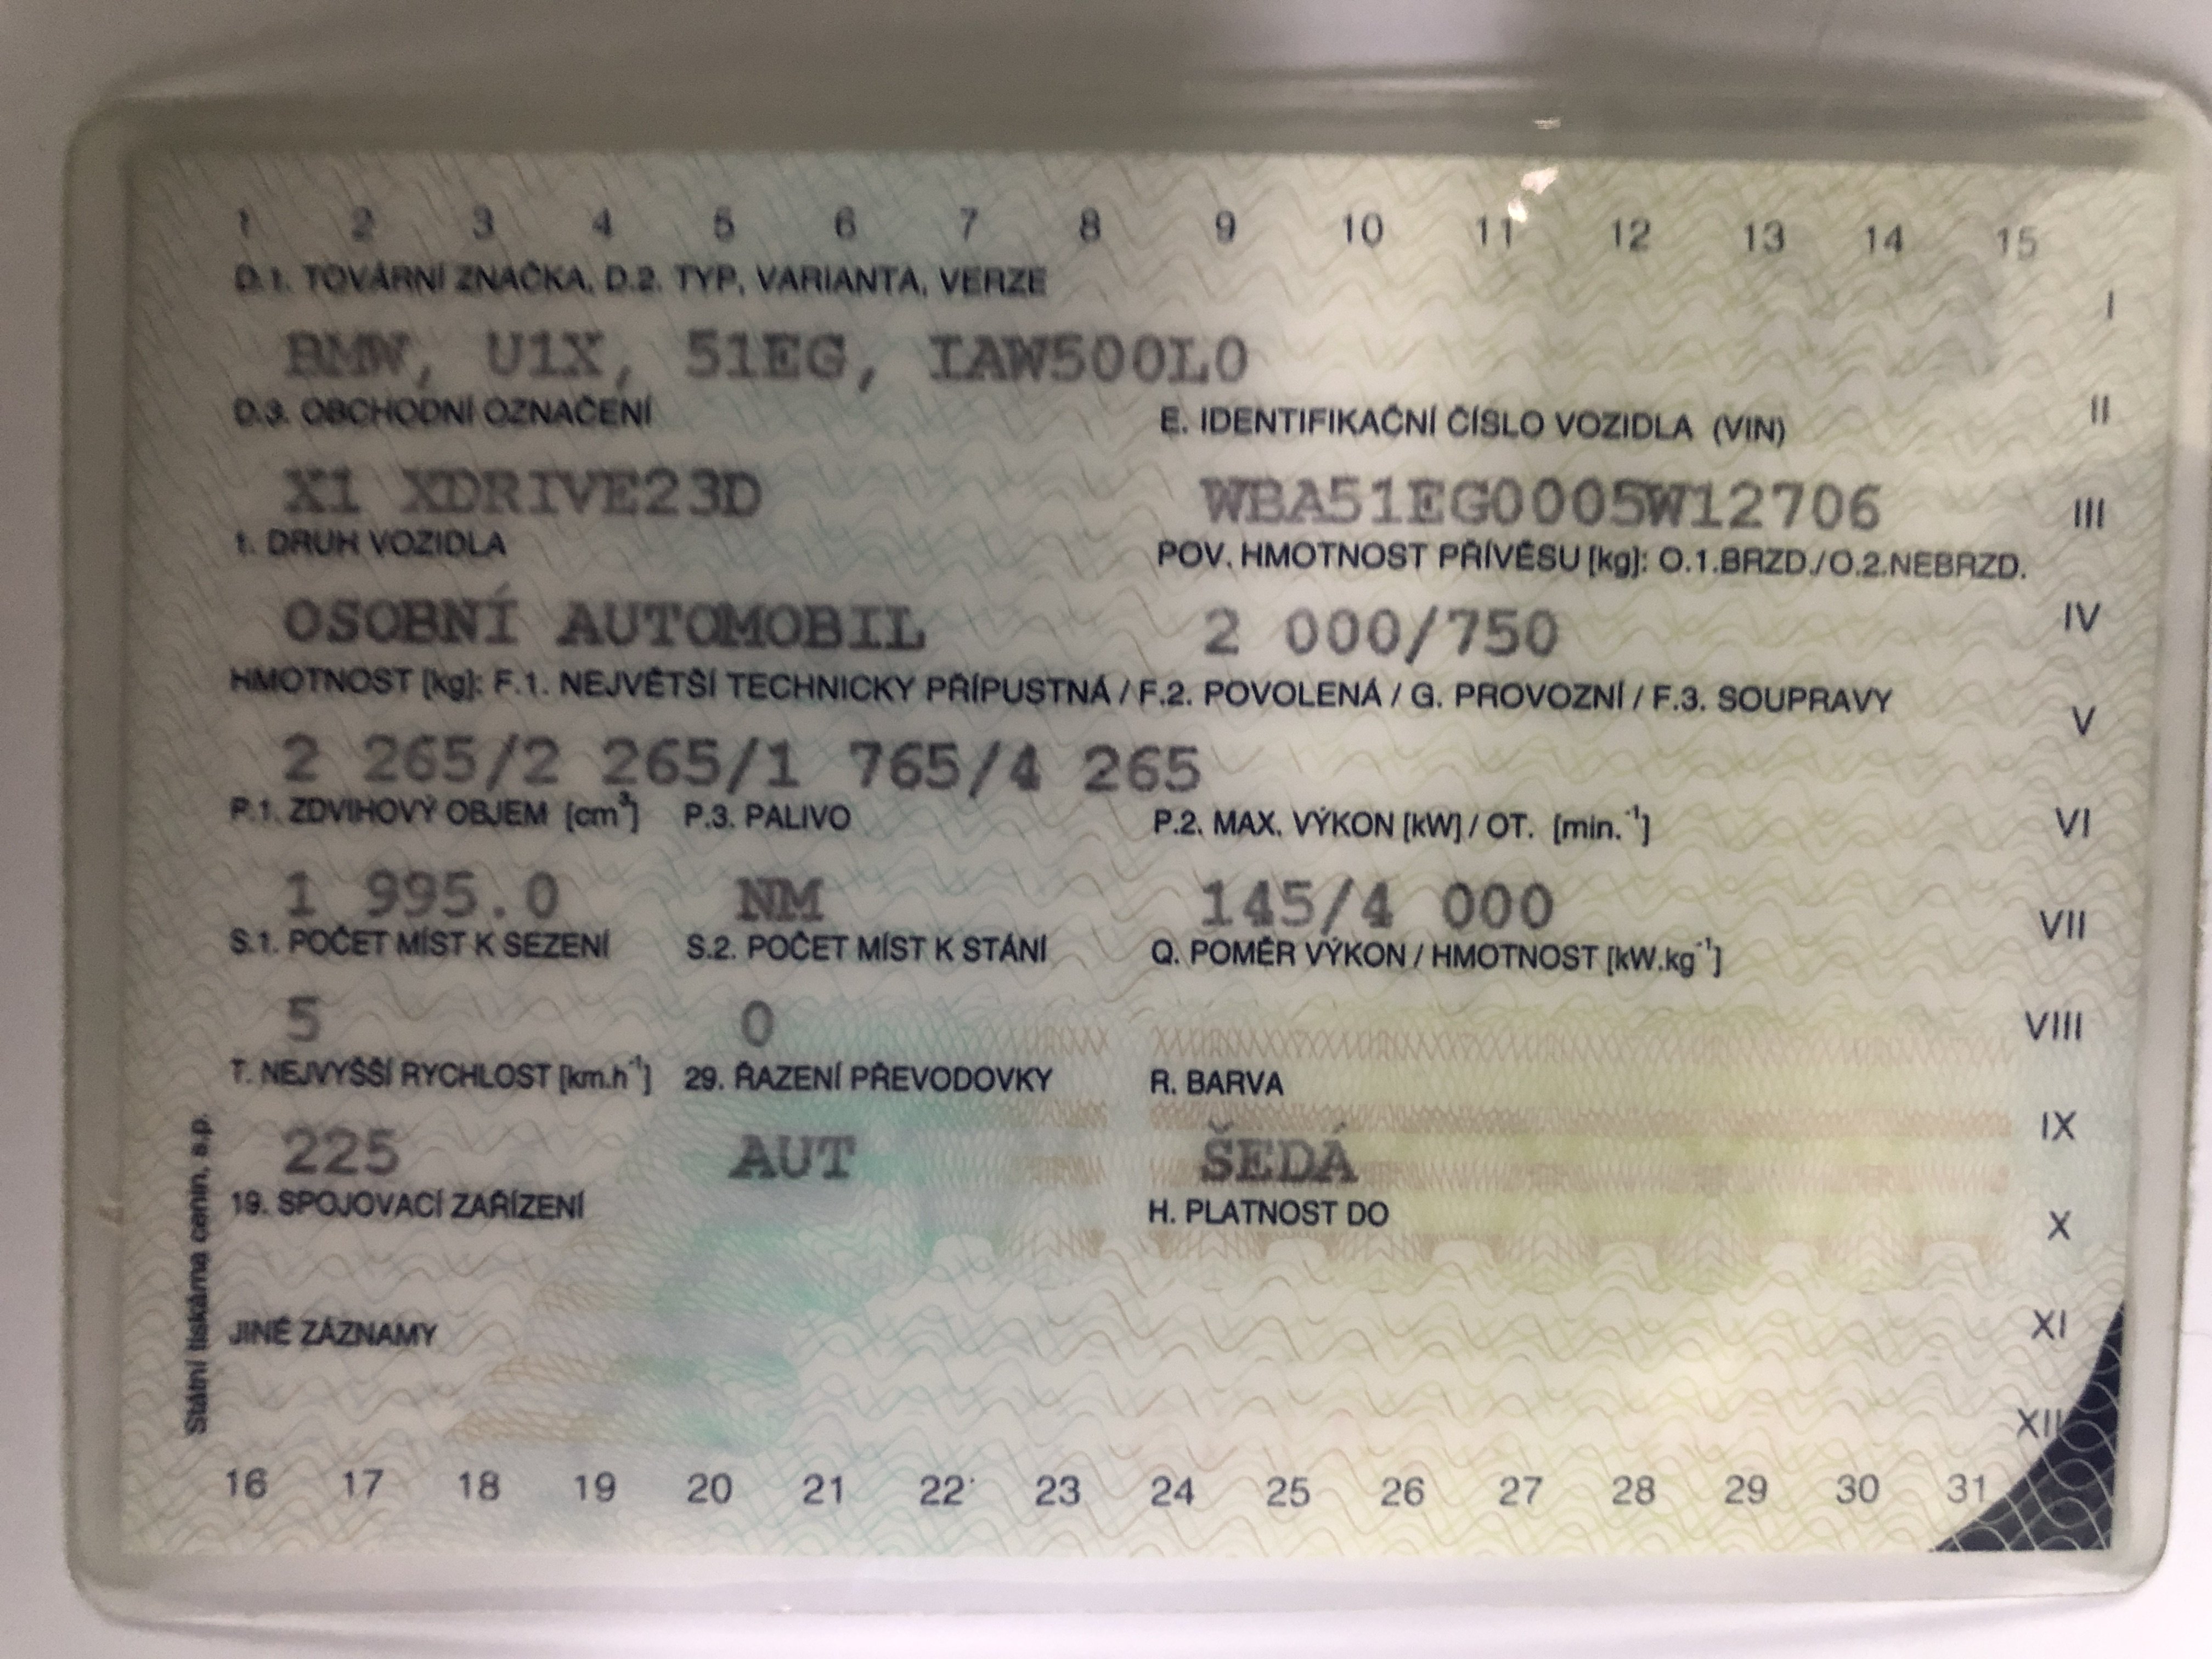 1 2 3 4 5 6 7 8 9 10 11 12 13 14 15
D.1. TOVÁRNÍ ZNAČKA, D.2. TYP, VARIANTA, VERZE
I
BMW, U1X, 51EG, IAW500L0
D.3. OBCHODNÍ OZNAČENÍ E. IDENTIFIKAČNÍ ČÍSLO VOZIDLA (VIN) II
X1 XDRIVE23D WBA51EG0005W12706 III
1. DRUH VOZIDLA POV. HMOTNOST PŘÍVĚSU [kg]: O.1.BRZD./O.2.NEBRZD.
OSOBNÍ AUTOMOBIL 2 000/750 IV
HMOTNOST [kg]: F.1. NEJVĚTŠÍ TECHNICKY PŘÍPUSTNÁ / F.2. POVOLENÁ / G. PROVOZNÍ / F.3. SOUPRAVY
V
2 265/2 265/1 765/4 265
P.1. ZDVIHOVÝ OBJEM [cm³] P.3. PALIVO P.2. MAX. VÝKON [kW] / OT. [min.⁻¹] VI
1 995.0 NM 145/4 000
S.1. POČET MÍST K SEZENÍ S.2. POČET MÍST K STÁNÍ Q. POMĚR VÝKON / HMOTNOST [kW.kg⁻¹] VII
5 0 VIII
T. NEJVYŠŠÍ RYCHLOST [km.h⁻¹] 29. ŘAZENÍ PŘEVODOVKY R. BARVA
225 AUT ŠEDÁ IX
19. SPOJOVACÍ ZAŘÍZENÍ H. PLATNOST DO X
JINÉ ZÁZNAMY XI
XII
16 17 18 19 20 21 22 23 24 25 26 27 28 29 30 31
Státní tiskárna cenin, s.p.